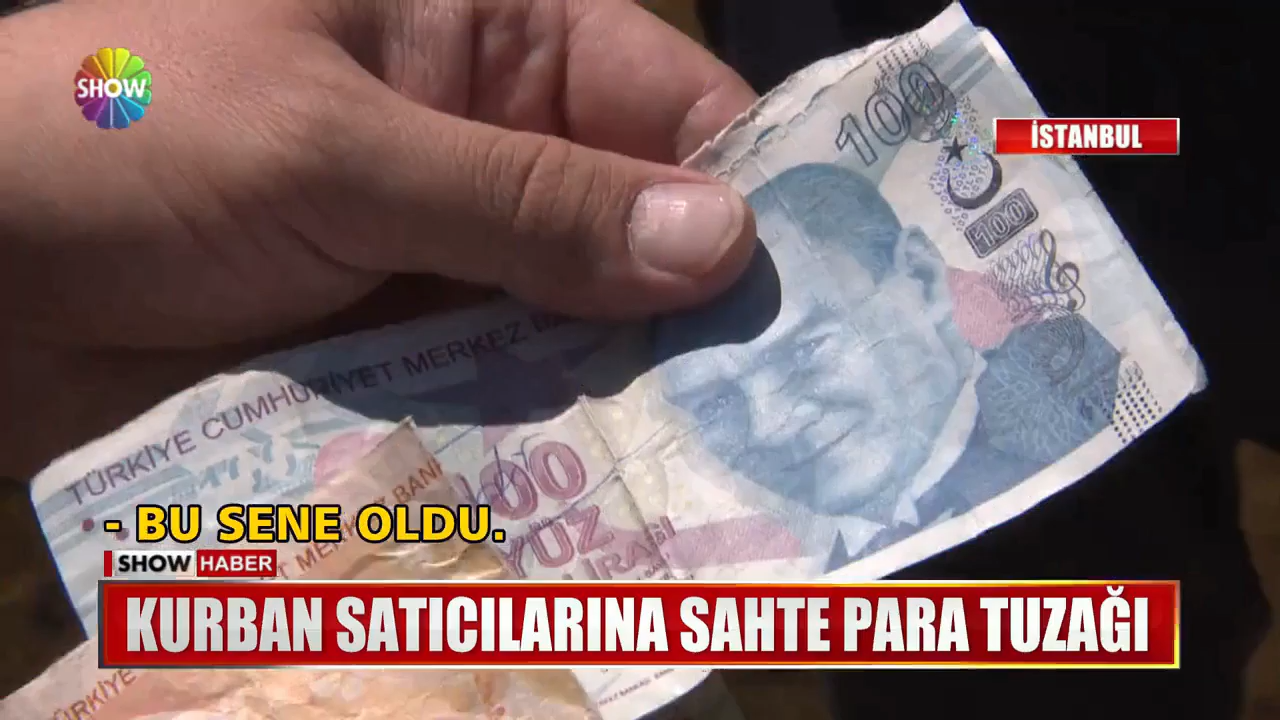 SHOW
İSTANBUL
100
100
TÜRKİYE CUMHURİYET MERKEZ
100
YÜZ
- BU SENE OLDU.
SHOW HABER
KURBAN SATICILARINA SAHTE PARA TUZAĞI